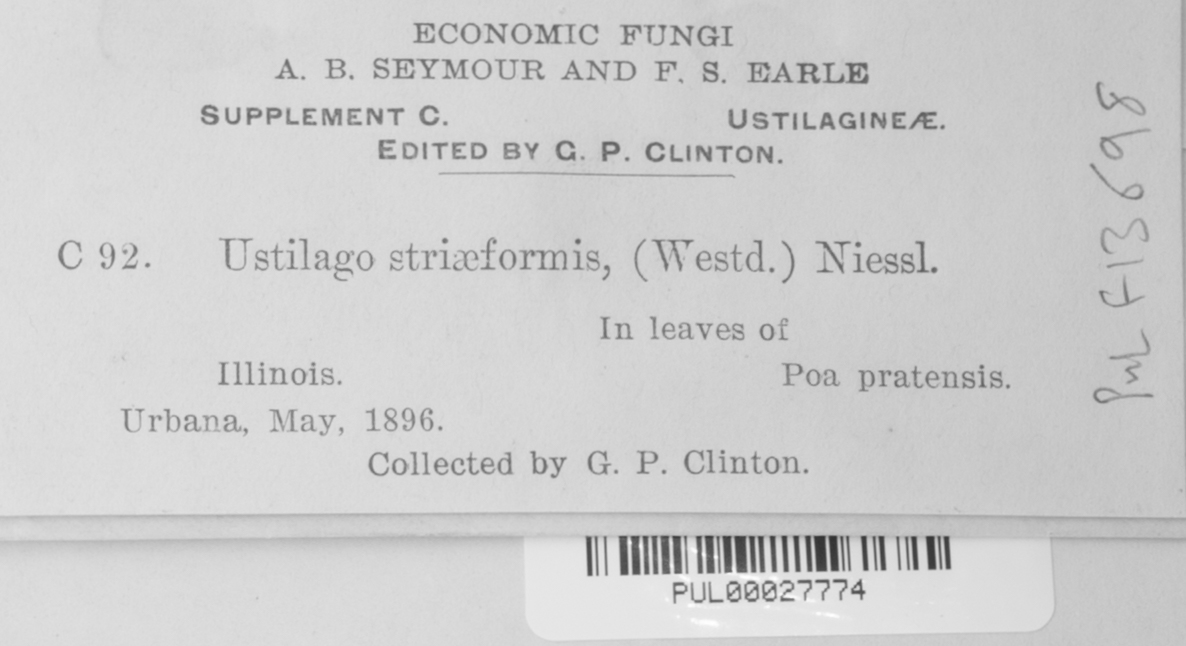 ECONOMIC FUNGI
A. B. SEYMOUR AND F. S. EARLE
SUPPLEMENT C. USTILAGINEÆ.
EDITED BY G. P. CLINTON.
C 92. Ustilago striæformis, (Westd.) Niessl.
In leaves of
Illinois. Poa pratensis.
Urbana, May, 1896.
Collected by G. P. Clinton.
PUL F13698
PUL00027774